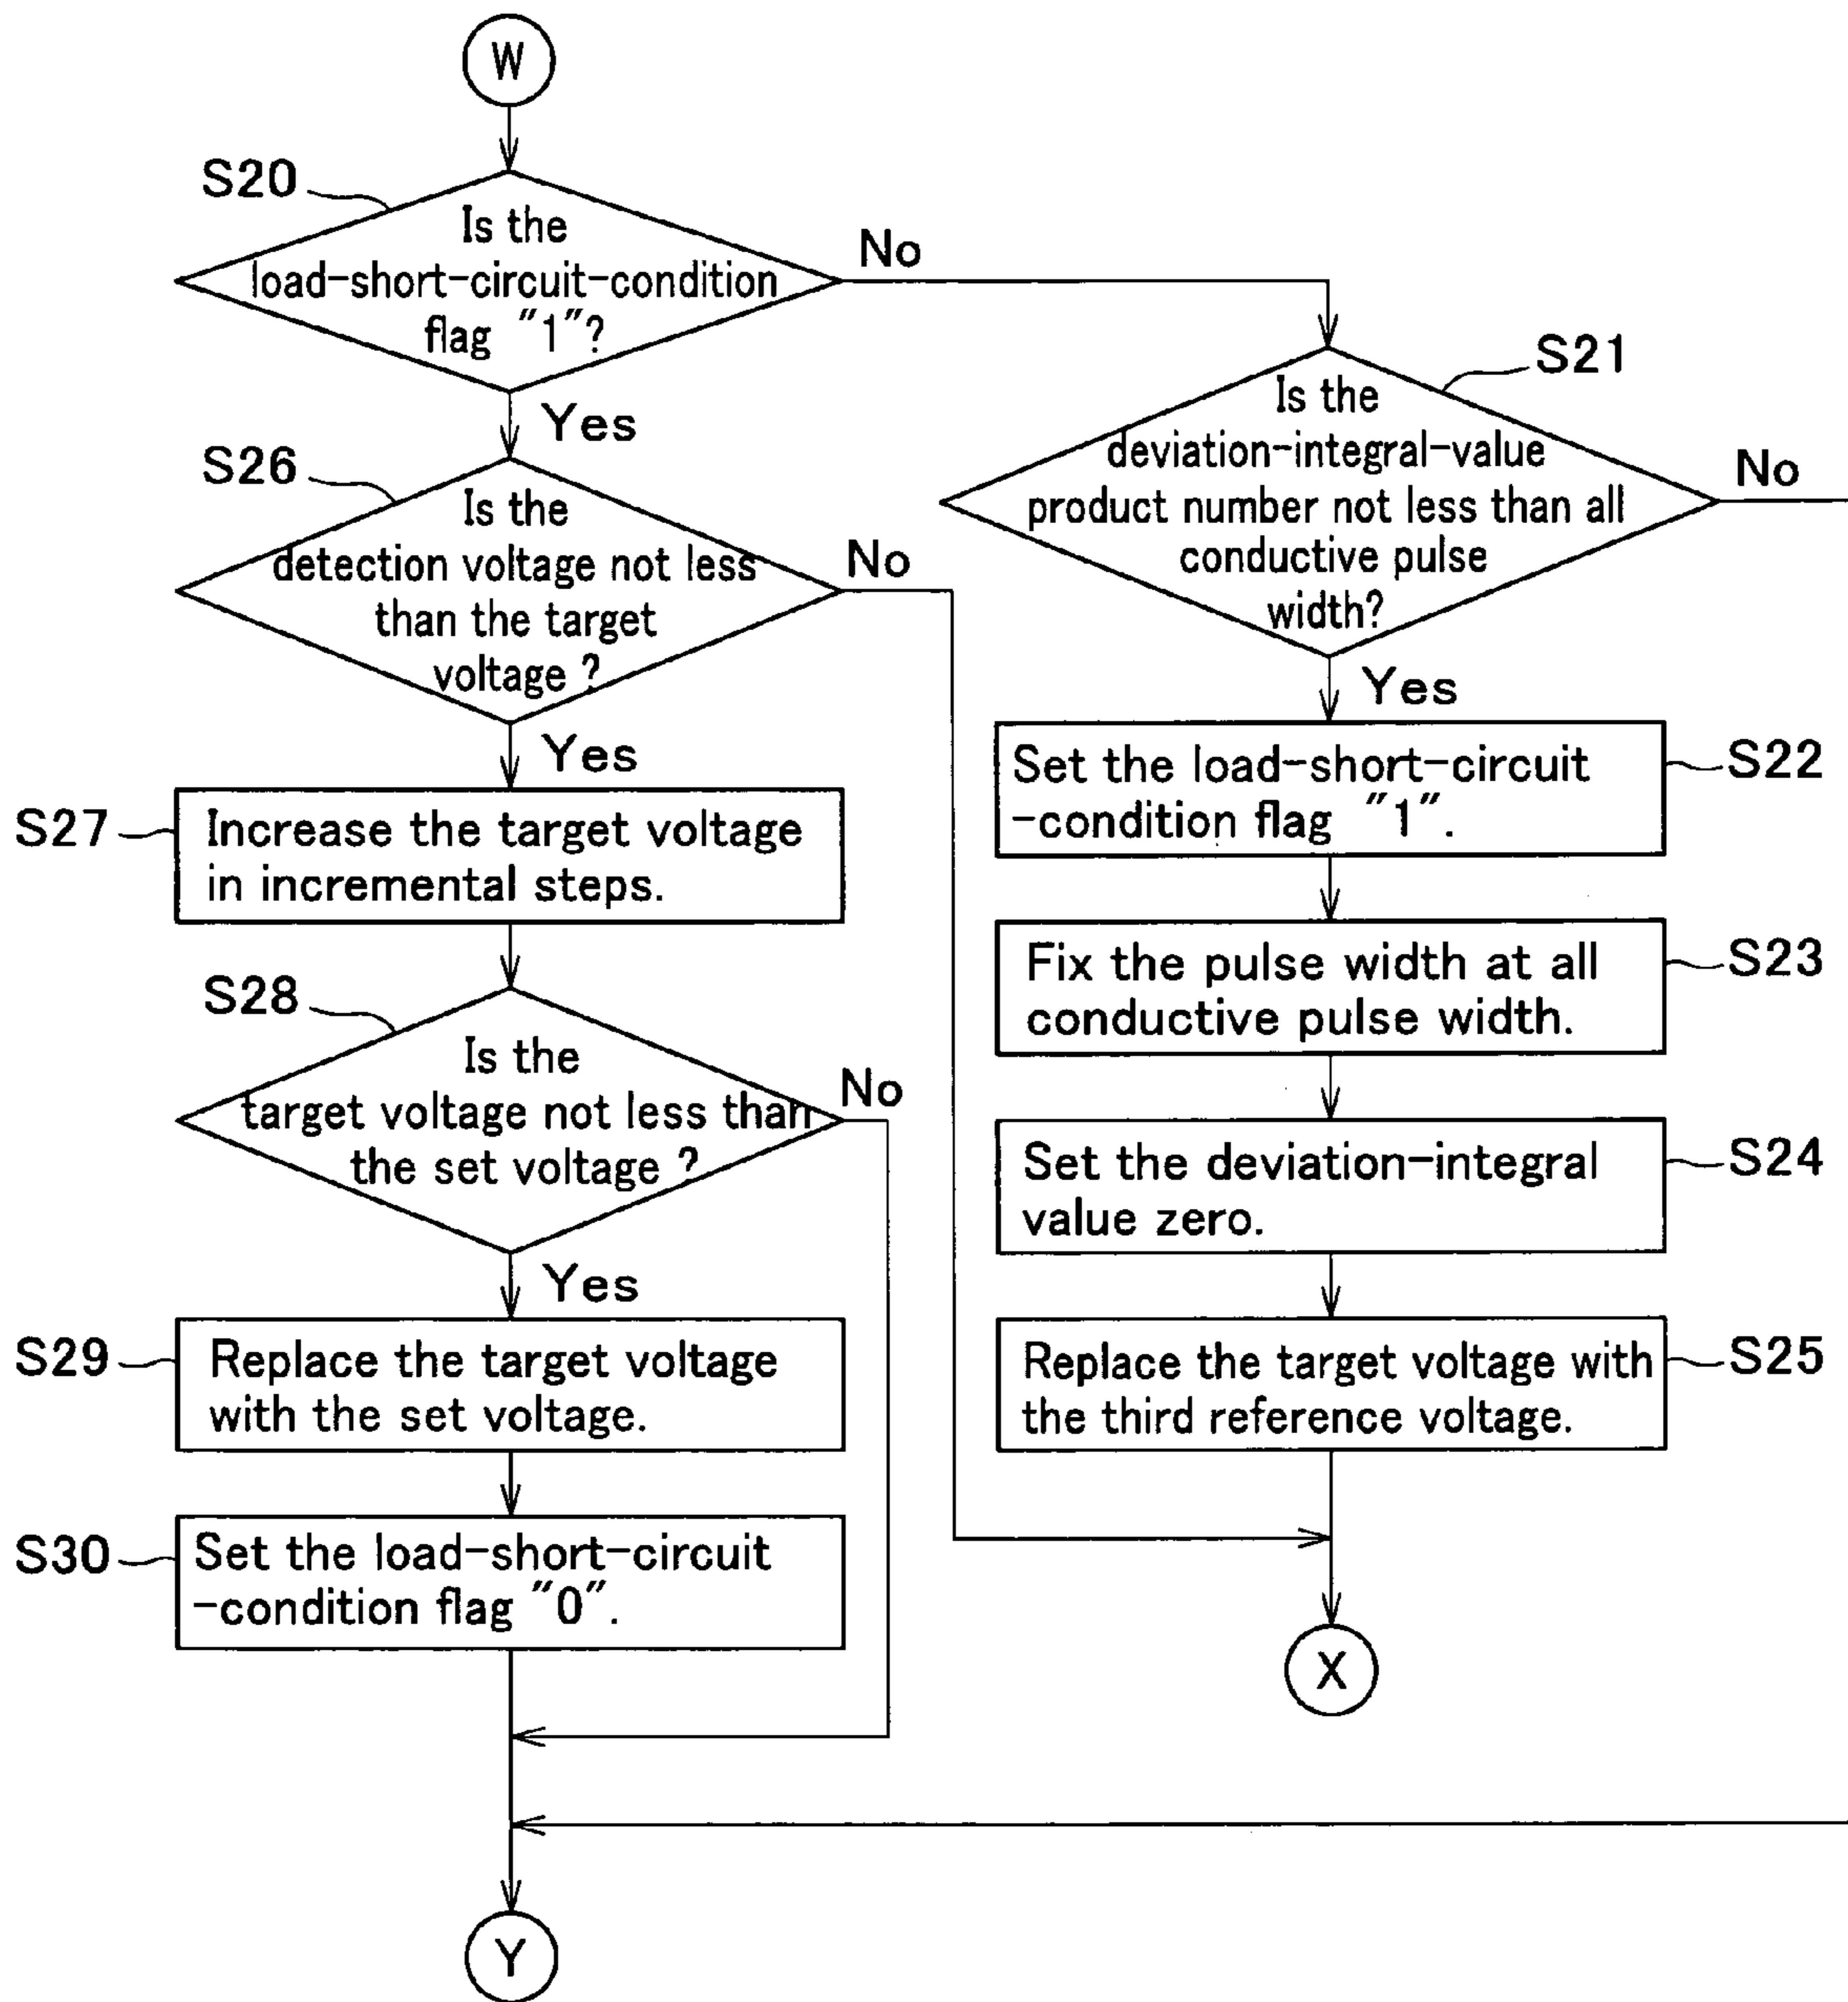 W
S20
Is the
load-short-circuit-condition
flag "1"?
No
Yes
S21
Is the
deviation-integral-value
product number not less than all
conductive pulse
width?
No
Yes
S26
Is the
detection voltage not less
than the target
voltage ?
No
Yes
S22
Set the load-short-circuit
-condition flag "1".
S27
Increase the target voltage
in incremental steps.
S23
Fix the pulse width at all
conductive pulse width.
S28
Is the
target voltage not less than
the set voltage ?
No
Yes
S24
Set the deviation-integral
value zero.
S29
Replace the target voltage
with the set voltage.
S25
Replace the target voltage with
the third reference voltage.
S30
Set the load-short-circuit
-condition flag "0".
X
Y